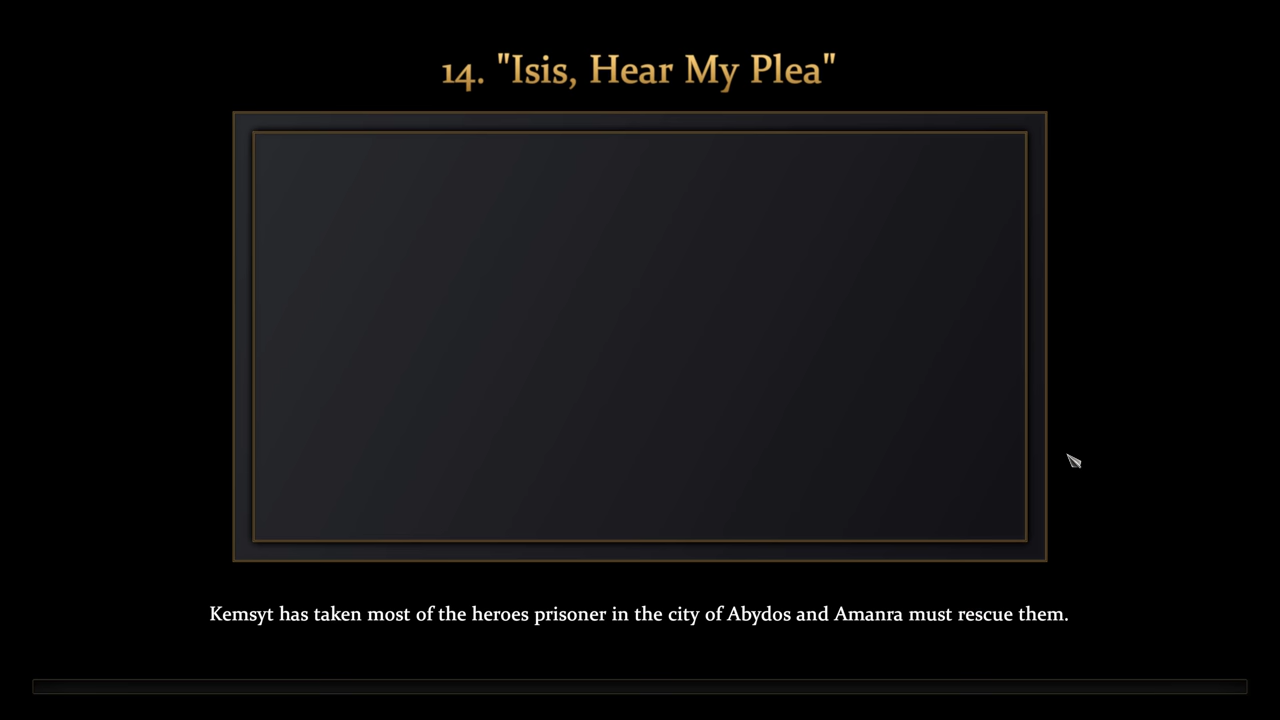 14. "Isis, Hear My Plea"
Kemsyt has taken most of the heroes prisoner in the city of Abydos and Amanra must rescue them.